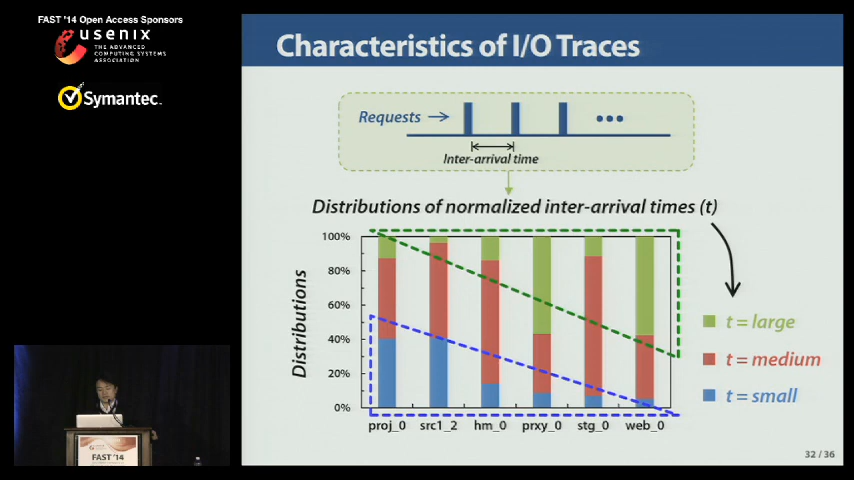 FAST '14 Open Access Sponsors
usenix
THE ADVANCED
COMPUTING SYSTEMS
ASSOCIATION
Symantec.
Characteristics of I/O Traces
Requests
Inter-arrival time
Distributions of normalized inter-arrival times (t)
Distributions
100%
80%
60%
40%
20%
0%
proj_0 src1_2 hm_0 prxy_0 stg_0 web_0
t = large
t = medium
t = small
32 / 36
FAST '14